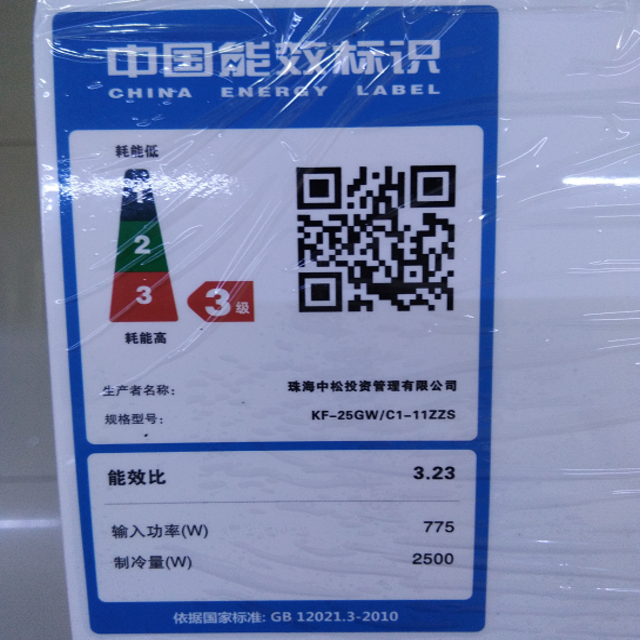 中国能效标识
CHINA ENERGY LABEL
耗能低
1
2
3
3级
耗能高
生产者名称：
珠海中松投资管理有限公司
规格型号：
KF-25GW/C1-11ZZS
能效比
3.23
输入功率(W)
775
制冷量(W)
2500
依据国家标准: GB 12021.3-2010